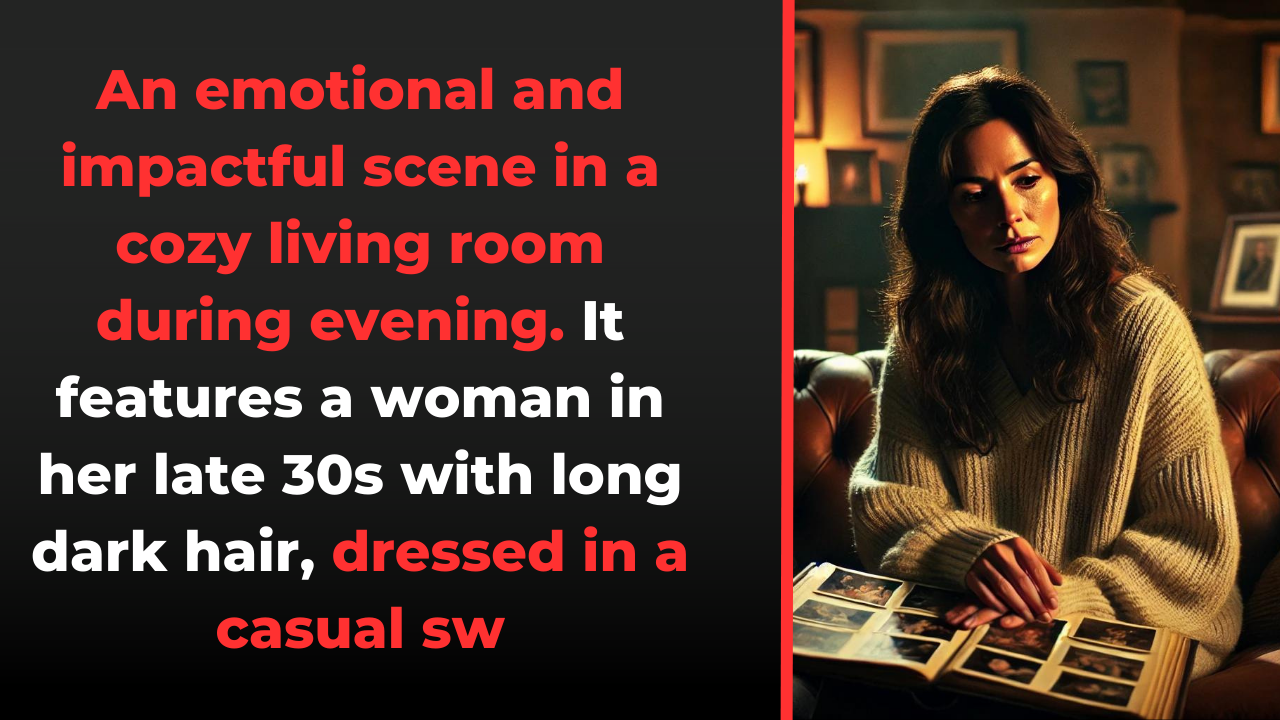 An emotional and
impactful scene in a
cozy living room
during evening. It
features a woman in
her late 30s with long
dark hair, dressed in a
casual sw